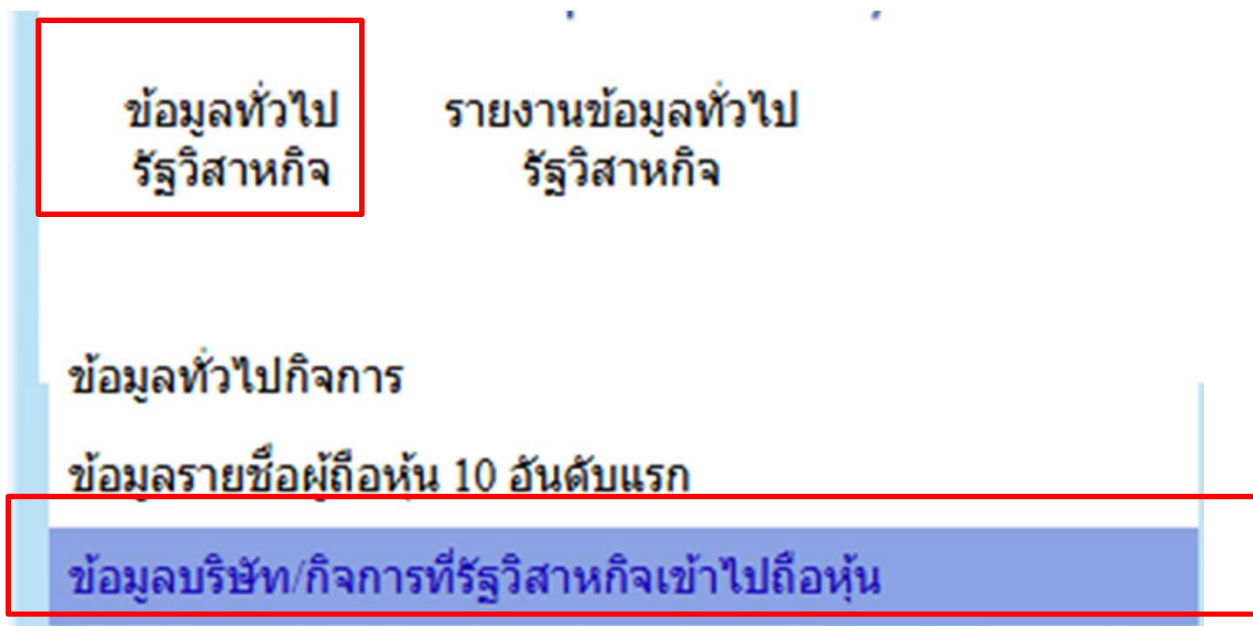 ข้อมูลทั่วไป รายงานข้อมูลทั่วไป
รัฐวิสาหกิจ รัฐวิสาหกิจ
ข้อมูลทั่วไปกิจการ
ข้อมูลรายชื่อผู้ถือหุ้น 10 อันดับแรก
ข้อมูลบริษัท/กิจการที่รัฐวิสาหกิจเข้าไปถือหุ้น